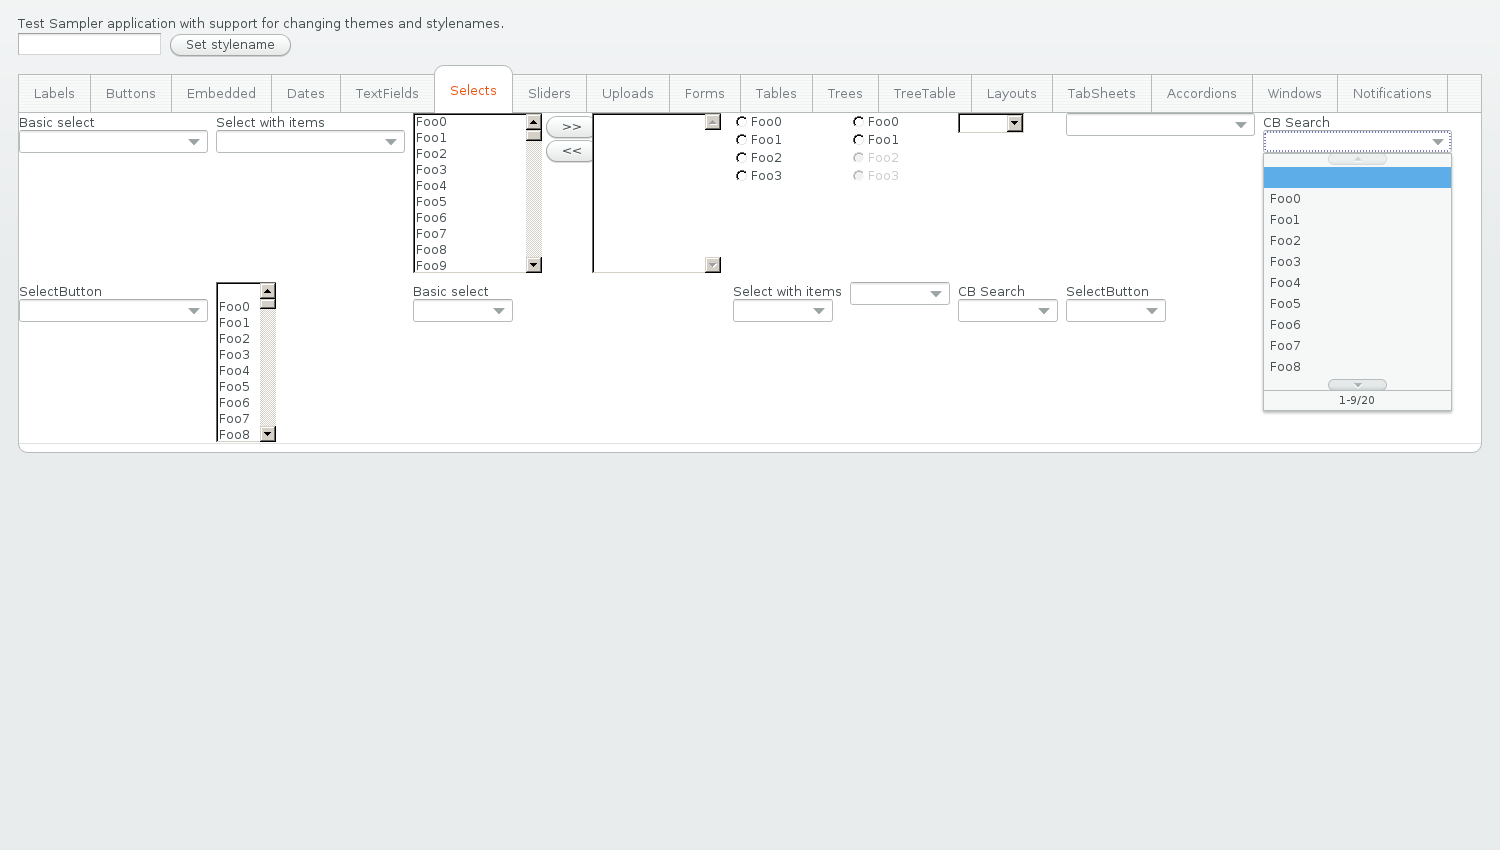 Test Sampler application with support for changing themes and stylenames.
Set stylename
Labels Buttons Embedded Dates TextFields Selects Sliders Uploads Forms Tables Trees TreeTable Layouts TabSheets Accordions Windows Notifications
Basic select
Select with items
Foo0
Foo1
Foo2
Foo3
Foo4
Foo5
Foo6
Foo7
Foo8
Foo9
>>
<<
Foo0
Foo1
Foo2
Foo3
Foo0
Foo1
Foo2
Foo3
CB Search
Foo0
Foo1
Foo2
Foo3
Foo4
Foo5
Foo6
Foo7
Foo8
1-9/20
SelectButton
Foo0
Foo1
Foo2
Foo3
Foo4
Foo5
Foo6
Foo7
Foo8
Basic select
Select with items
CB Search
SelectButton